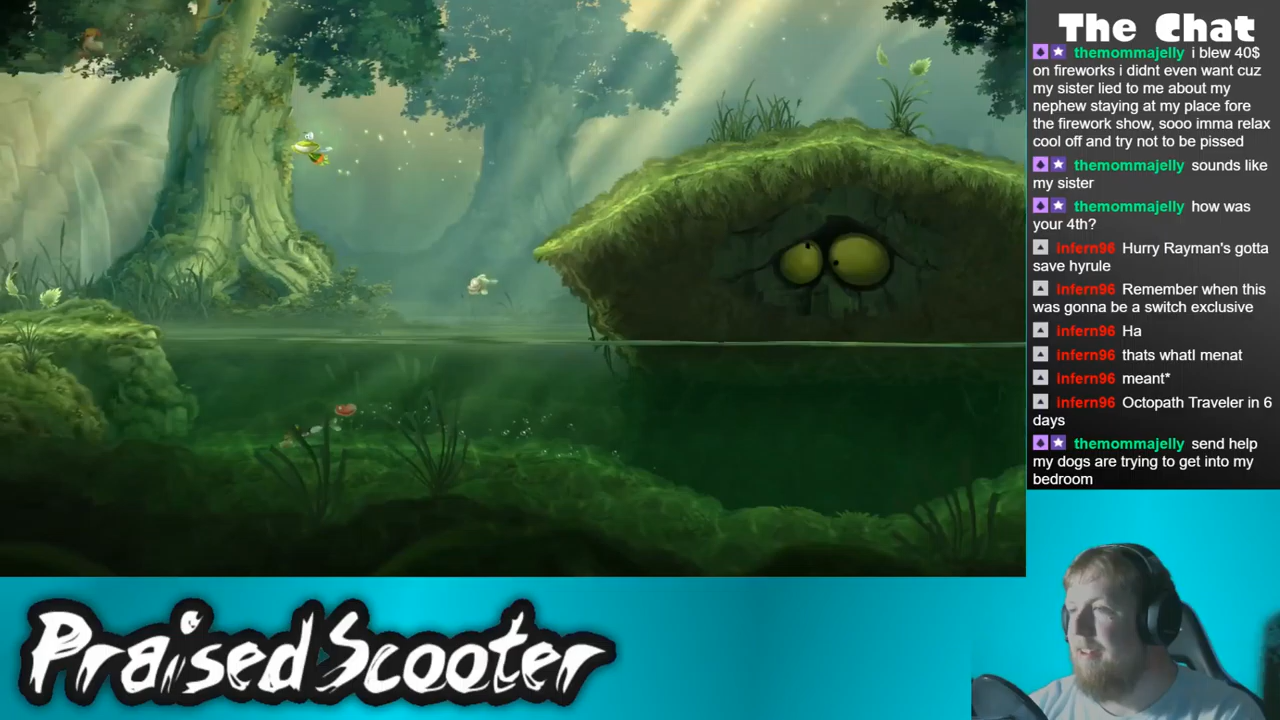 The Chat
themommajelly i blew 40$
on fireworks i didnt even want cuz
my sister lied to me about my
nephew staying at my place fore
the firework show, sooo imma relax
cool off and try not to be pissed
themommajelly sounds like
my sister
themommajelly how was
your 4th?
infern96 Hurry Rayman's gotta
save hyrule
infern96 Remember when this
was gonna be a switch exclusive
infern96 Ha
infern96 thats whatI menat
infern96 meant*
infern96 Octopath Traveler in 6
days
themommajelly send help
my dogs are trying to get into my
bedroom
PraisedScooter